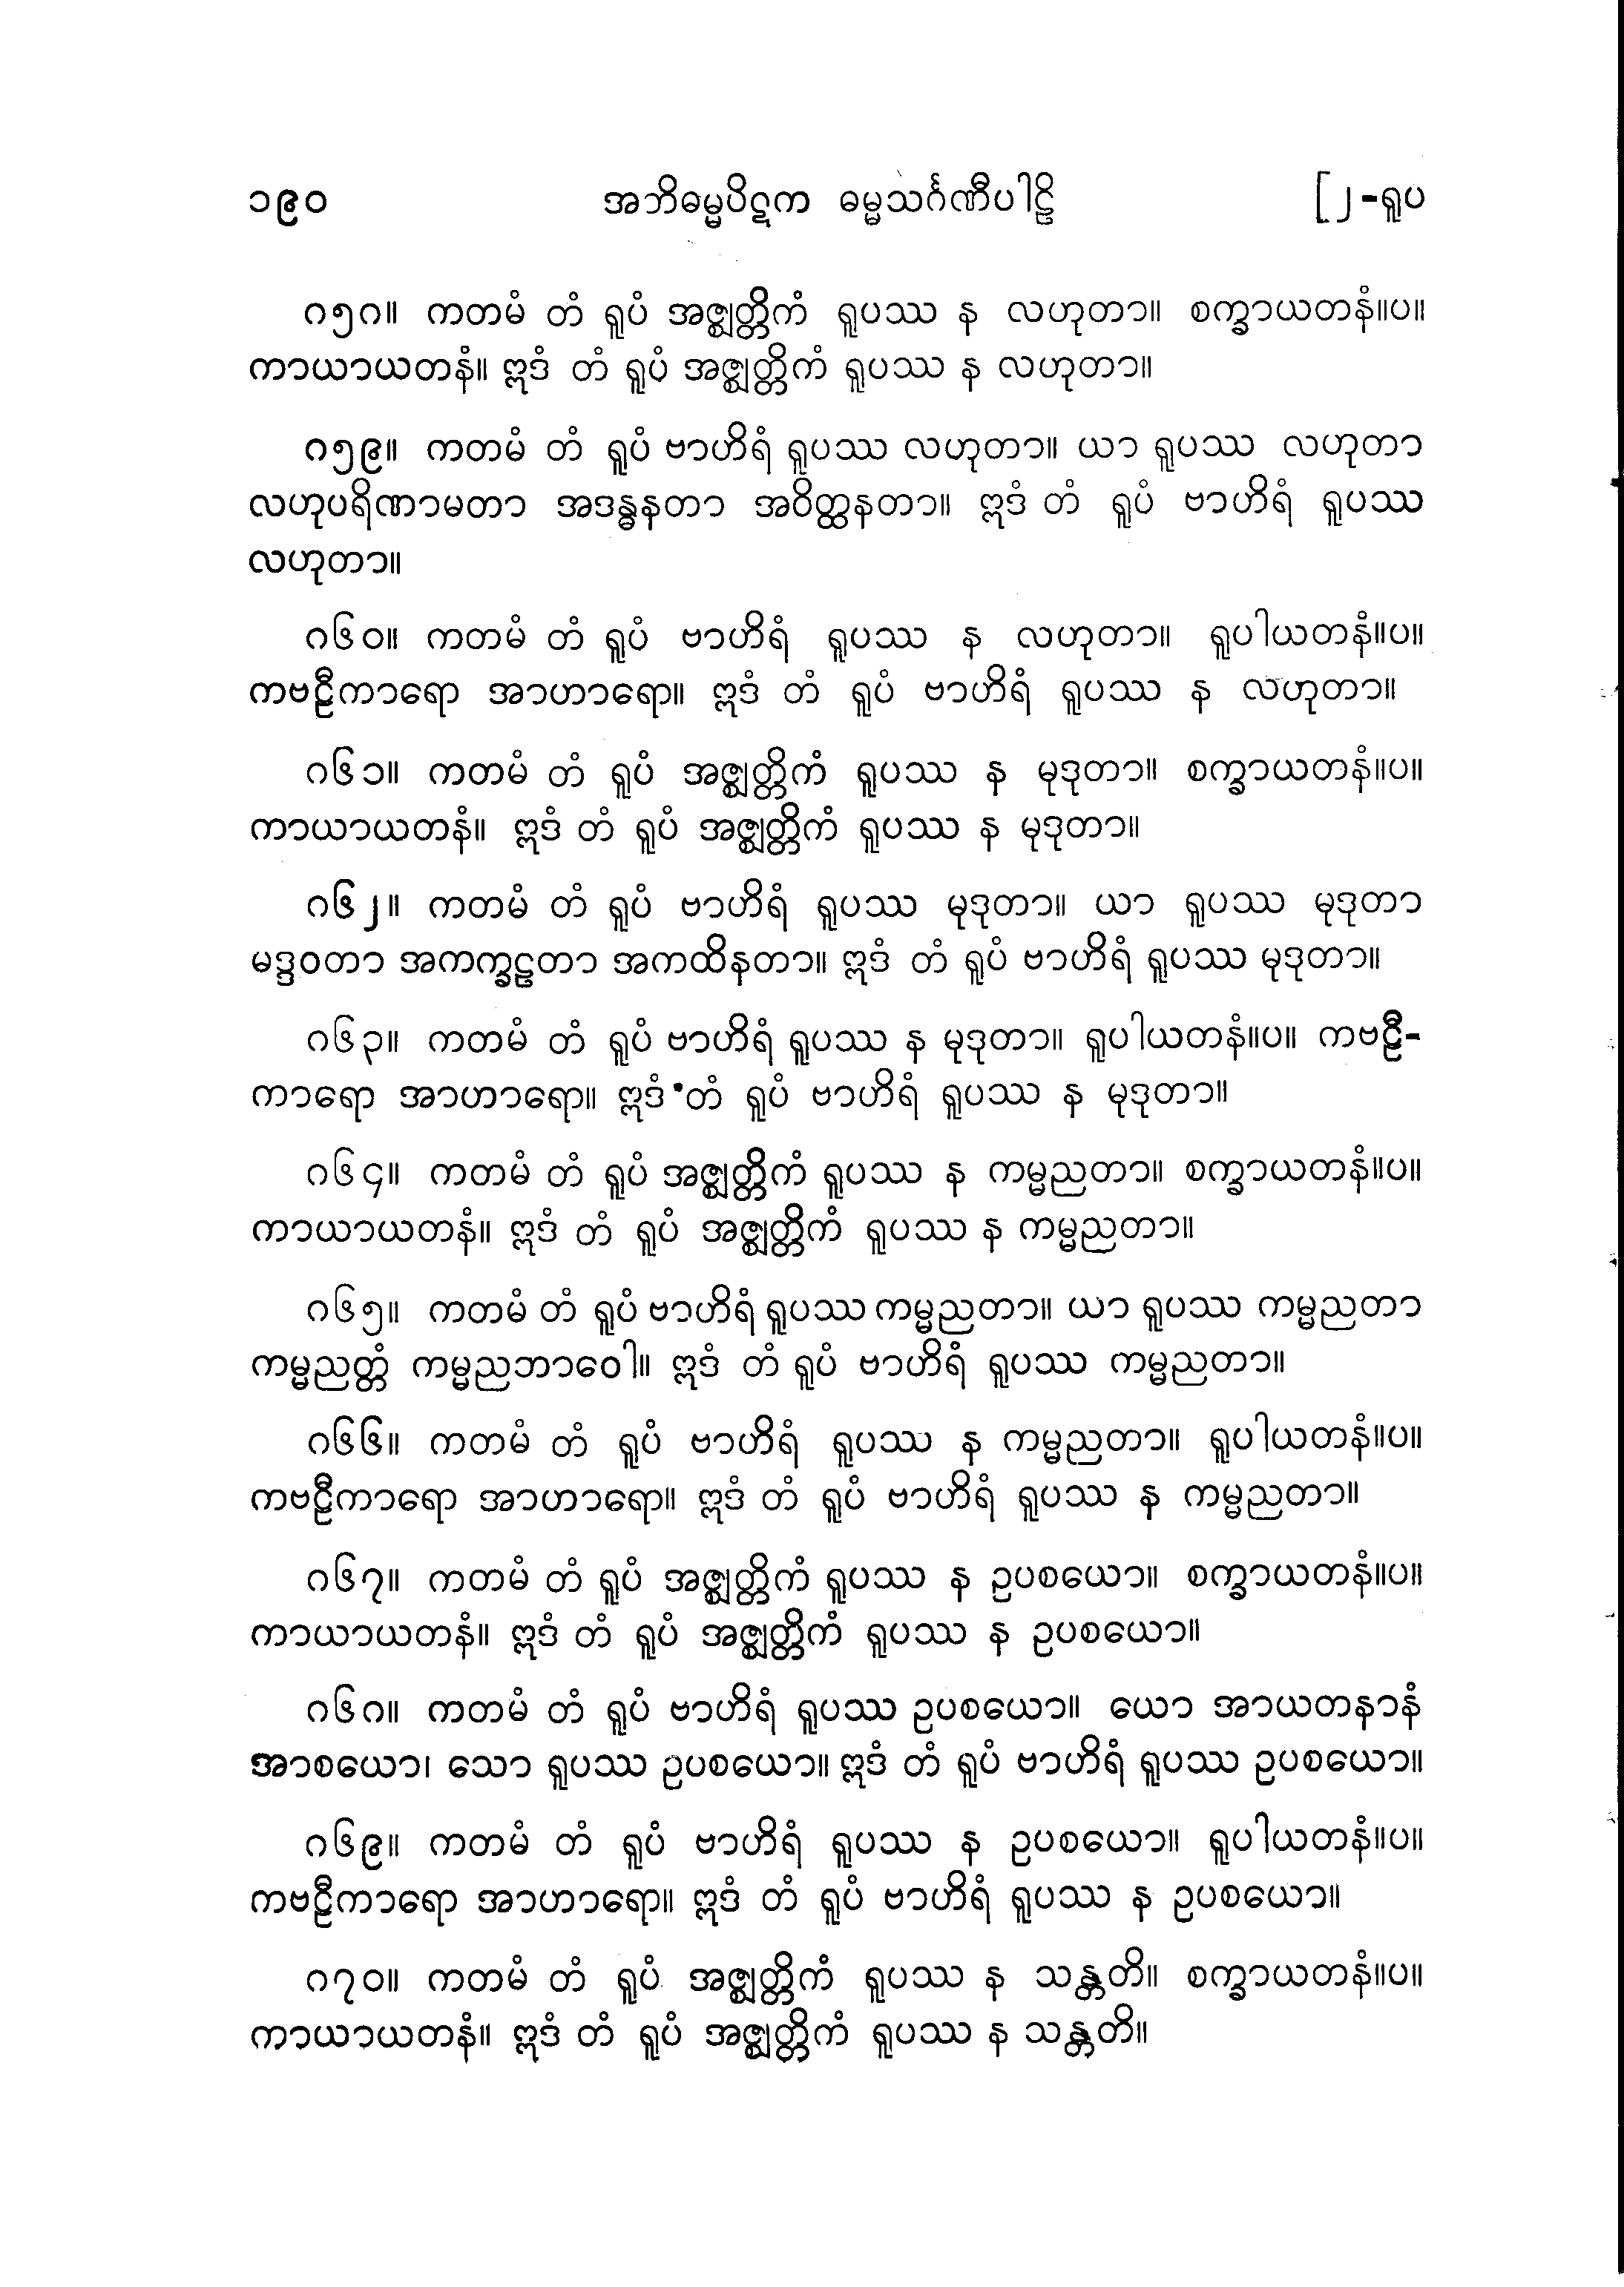 ၁၉၀ အဘိဓမ္မပိဋက ဓမ္မသင်္ဂဏီပါဠိ [၂-ရူပ
၈၅၈။ ကတမံ တံ ရူပံ အဇ္ဈတ္တိကံ ရူပဿ န လဟုတာ။ စက္ခာယတနံ။ပ။
ကာယာယတနံ။ ဣဒံ တံ ရူပံ အဇ္ဈတ္တိကံ ရူပဿ န လဟုတာ။
၈၅၉။ ကတမံ တံ ရူပံ ဗာဟိရံ ရူပဿ လဟုတာ။ ယာ ရူပဿ လဟုတာ
လဟုပရိဏာမတာ အဒန္ဓနတာ အဝိတ္ထနတာ။ ဣဒံ တံ ရူပံ ဗာဟိရံ ရူပဿ
လဟုတာ။
၈၆၀။ ကတမံ တံ ရူပံ ဗာဟိရံ ရူပဿ န လဟုတာ။ ရူပါယတနံ။ပ။
ကဗဠီကာရော အာဟာရော။ ဣဒံ တံ ရူပံ ဗာဟိရံ ရူပဿ န လဟုတာ။
၈၆၁။ ကတမံ တံ ရူပံ အဇ္ဈတ္တိကံ ရူပဿ န မုဒုတာ။ စက္ခာယတနံ။ပ။
ကာယာယတနံ။ ဣဒံ တံ ရူပံ အဇ္ဈတ္တိကံ ရူပဿ န မုဒုတာ။
၈၆၂။ ကတမံ တံ ရူပံ ဗာဟိရံ ရူပဿ မုဒုတာ။ ယာ ရူပဿ မုဒုတာ
မဒ္ဒဝတာ အကက္ခဠတာ အကထိနတာ။ ဣဒံ တံ ရူပံ ဗာဟိရံ ရူပဿ မုဒုတာ။
၈၆၃။ ကတမံ တံ ရူပံ ဗာဟိရံ ရူပဿ န မုဒုတာ။ ရူပါယတနံ။ပ။ ကဗဠီ-
ကာရော အာဟာရော။ ဣဒံ တံ ရူပံ ဗာဟိရံ ရူပဿ န မုဒုတာ။
၈၆၄။ ကတမံ တံ ရူပံ အဇ္ဈတ္တိကံ ရူပဿ န ကမ္မညတာ။ စက္ခာယတနံ။ပ။
ကာယာယတနံ။ ဣဒံ တံ ရူပံ အဇ္ဈတ္တိကံ ရူပဿ န ကမ္မညတာ။
၈၆၅။ ကတမံ တံ ရူပံ ဗာဟိရံ ရူပဿ ကမ္မညတာ။ ယာ ရူပဿ ကမ္မညတာ
ကမ္မညတ္တံ ကမ္မညဘာဝေါ။ ဣဒံ တံ ရူပံ ဗာဟိရံ ရူပဿ ကမ္မညတာ။
၈၆၆။ ကတမံ တံ ရူပံ ဗာဟိရံ ရူပဿ န ကမ္မညတာ။ ရူပါယတနံ။ပ။
ကဗဠီကာရော အာဟာရော။ ဣဒံ တံ ရူပံ ဗာဟိရံ ရူပဿ န ကမ္မညတာ။
၈၆၇။ ကတမံ တံ ရူပံ အဇ္ဈတ္တိကံ ရူပဿ န ဥပစယော။ စက္ခာယတနံ။ပ။
ကာယာယတနံ။ ဣဒံ တံ ရူပံ အဇ္ဈတ္တိကံ ရူပဿ န ဥပစယော။
၈၆၈။ ကတမံ တံ ရူပံ ဗာဟိရံ ရူပဿ ဥပစယော။ ယော အာယတနာနံ
အာစယော၊ သော ရူပဿ ဥပစယော။ ဣဒံ တံ ရူပံ ဗာဟိရံ ရူပဿ ဥပစယော။
၈၆၉။ ကတမံ တံ ရူပံ ဗာဟိရံ ရူပဿ န ဥပစယော။ ရူပါယတနံ။ပ။
ကဗဠီကာရော အာဟာရော။ ဣဒံ တံ ရူပံ ဗာဟိရံ ရူပဿ န ဥပစယော။
၈၇၀။ ကတမံ တံ ရူပံ အဇ္ဈတ္တိကံ ရူပဿ န သန္တတိ။ စက္ခာယတနံ။ပ။
ကာယာယတနံ။ ဣဒံ တံ ရူပံ အဇ္ဈတ္တိကံ ရူပဿ န သန္တတိ။